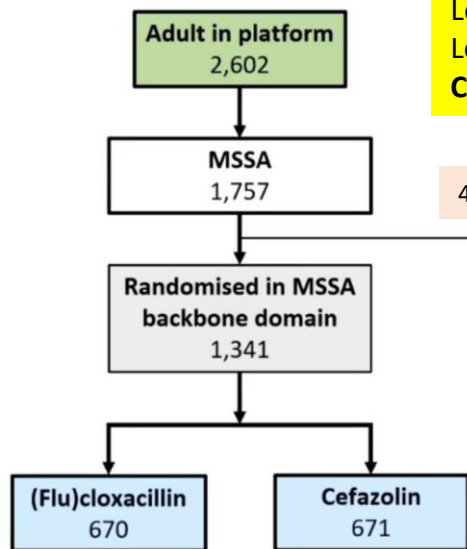 Adult in platform
2,602
MSSA
1,757
4
Randomised in MSSA
backbone domain
1,341
(Flu)cloxacillin
670
Cefazolin
671